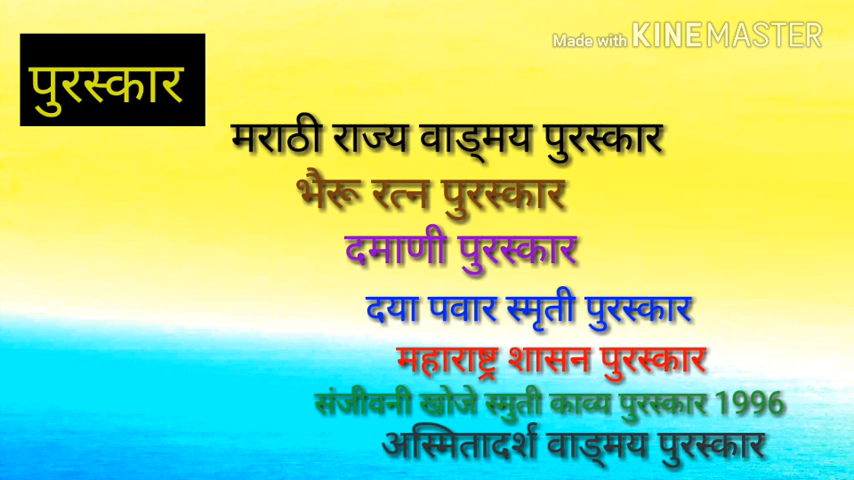 Made with KINEMASTER
पुरस्कार
मराठी राज्य वाड्मय पुरस्कार
भैरू रत्न पुरस्कार
दमाणी पुरस्कार
दया पवार स्मृती पुरस्कार
महाराष्ट्र शासन पुरस्कार
संजीवनी खोजे स्मुती काव्य पुरस्कार 1996
अस्मितादर्श वाड्मय पुरस्कार